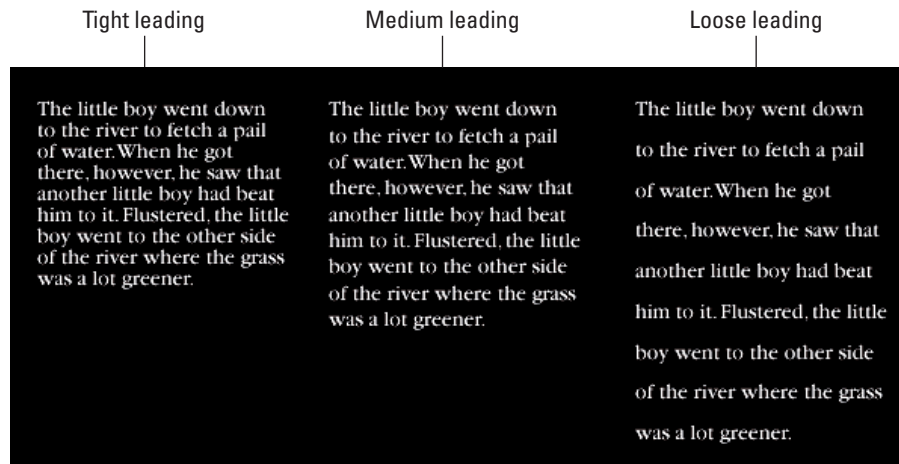 Tight leading
Medium leading
Loose leading
The little boy went down
to the river to fetch a pail
of water. When he got
there, however, he saw that
another little boy had beat
him to it. Flustered, the little
boy went to the other side
of the river where the grass
was a lot greener.
The little boy went down
to the river to fetch a pail
of water. When he got
there, however, he saw that
another little boy had beat
him to it. Flustered, the little
boy went to the other side
of the river where the grass
was a lot greener.
The little boy went down
to the river to fetch a pail
of water. When he got
there, however, he saw that
another little boy had beat
him to it. Flustered, the little
boy went to the other side
of the river where the grass
was a lot greener.